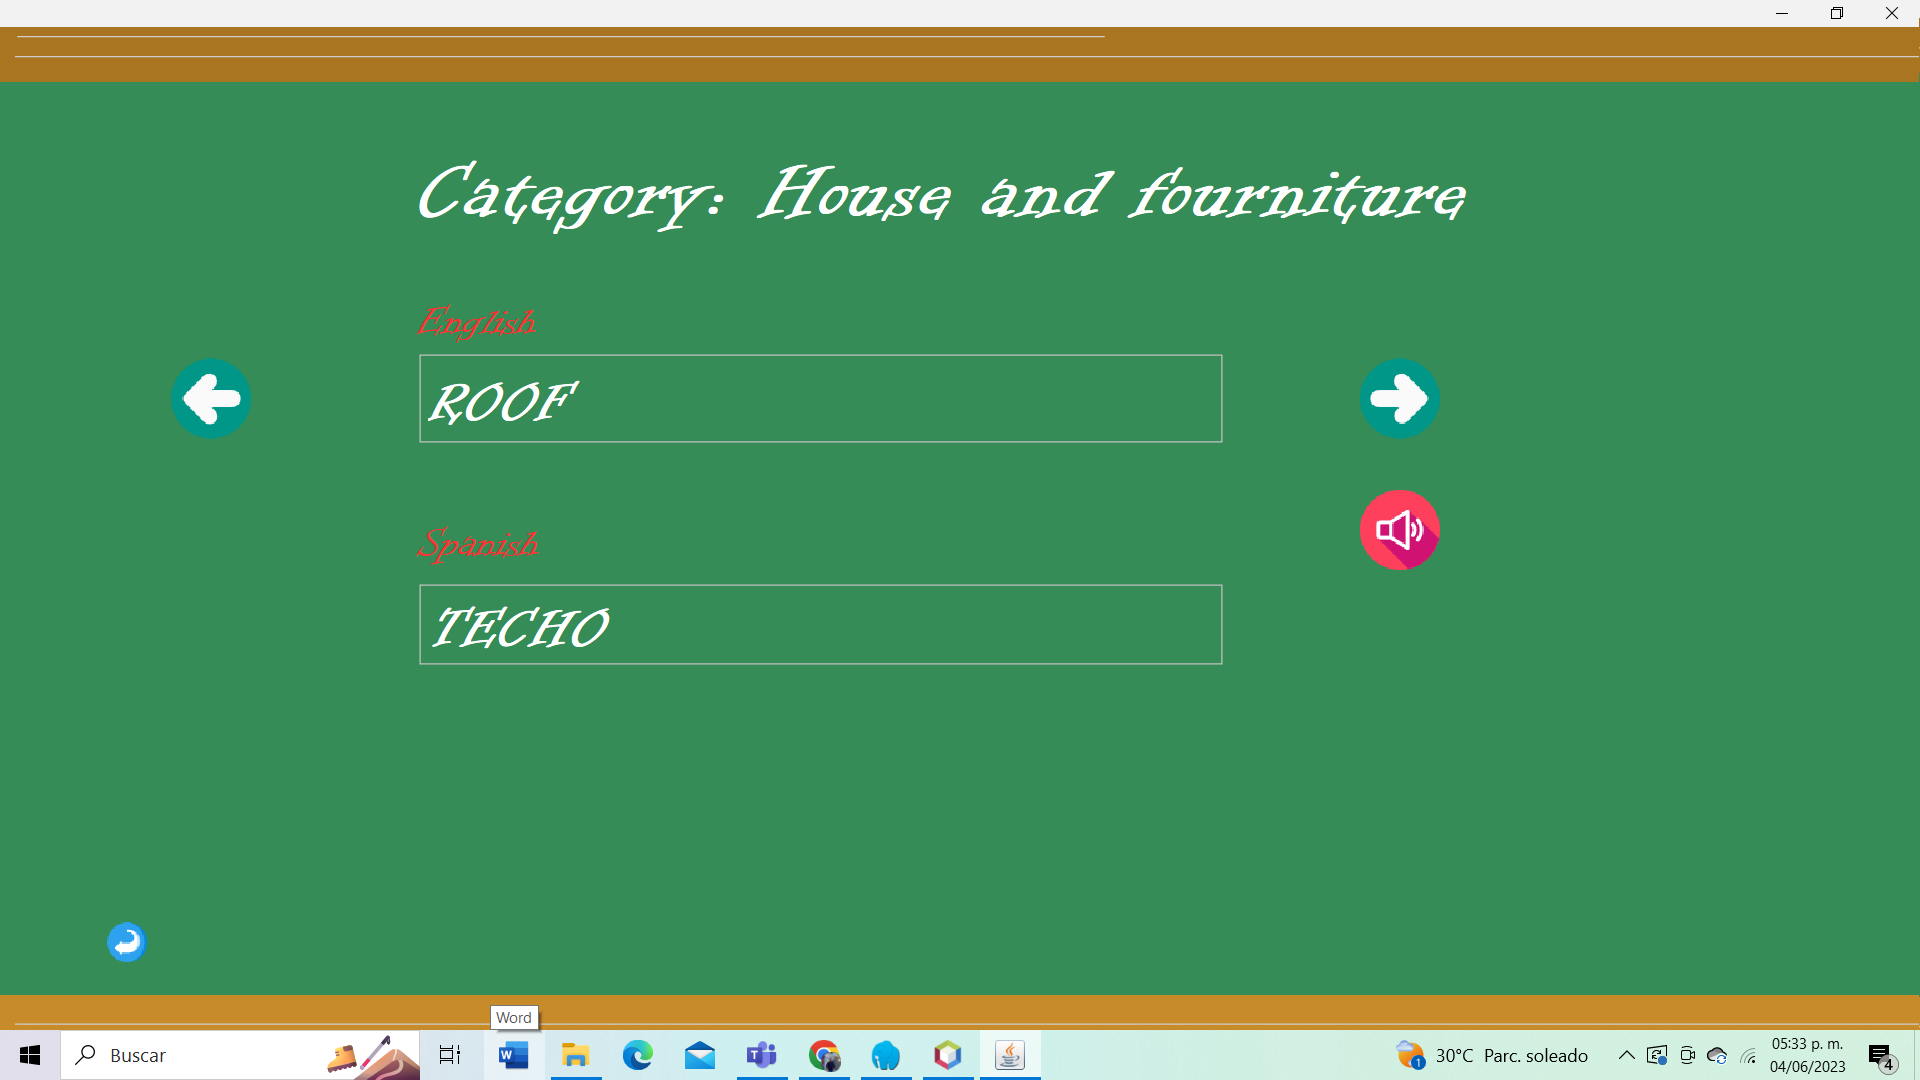 Category: House and fourniture
English
ROOF
Spanish
TECHO
Word
Buscar
30°C Parc. soleado
05:33 p. m.
04/06/2023
4
1